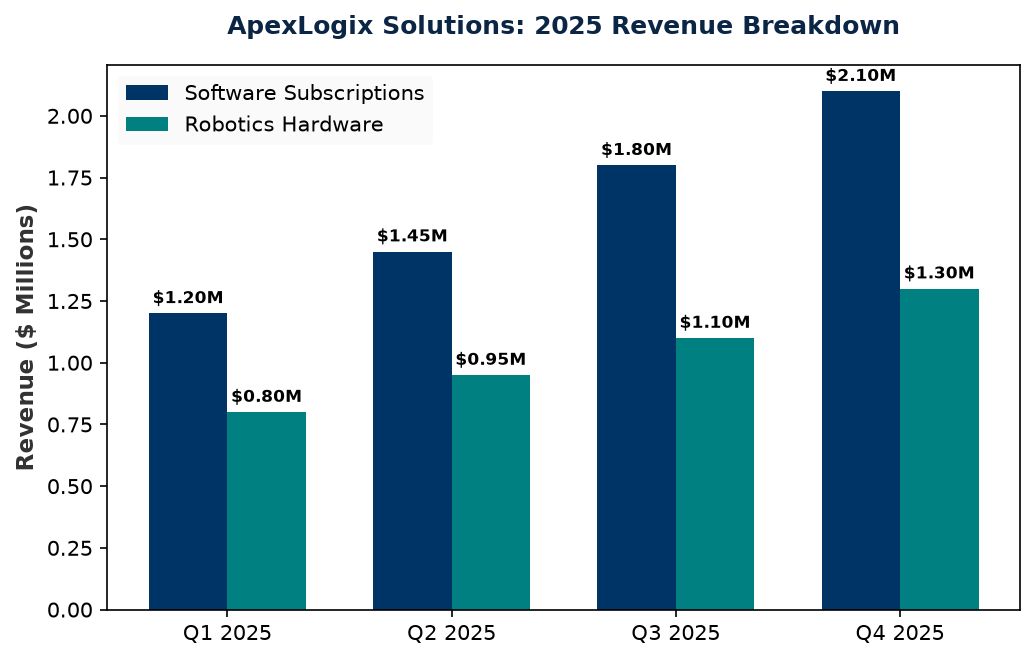 ApexLogix Solutions: 2025 Revenue Breakdown
Software Subscriptions
Robotics Hardware
Revenue ($ Millions)
2.00
1.75
1.50
1.25
1.00
0.75
0.50
0.25
0.00
$1.20M
$0.80M
$1.45M
$0.95M
$1.80M
$1.10M
$2.10M
$1.30M
Q1 2025
Q2 2025
Q3 2025
Q4 2025